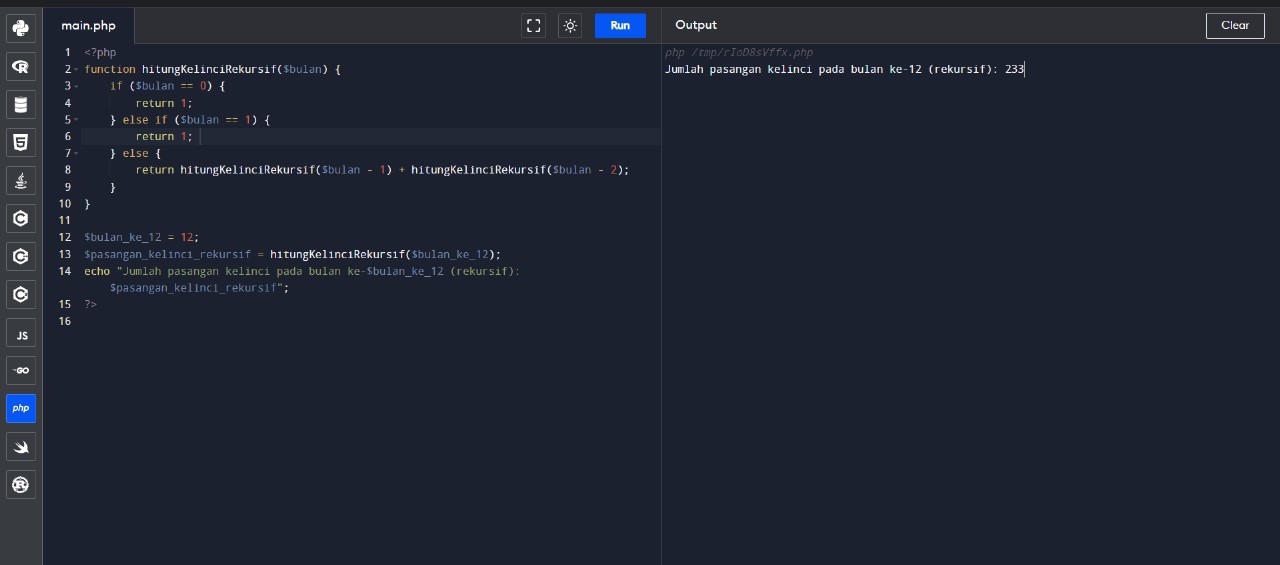 main.php
Run
Output
Clear
1 <?php
2 function hitungKelinciRekursif($bulan) {
3 if ($bulan == 0) {
4 return 1;
5 } else if ($bulan == 1) {
6 return 1;
7 } else {
8 return hitungKelinciRekursif($bulan - 1) + hitungKelinciRekursif($bulan - 2);
9 }
10 }
11
12 $bulan_ke_12 = 12;
13 $pasangan_kelinci_rekursif = hitungKelinciRekursif($bulan_ke_12);
14 echo "Jumlah pasangan kelinci pada bulan ke-$bulan_ke_12 (rekursif):
$pasangan_kelinci_rekursif";
15 ?>
16
php /tmp/rIoD8sVffx.php
Jumlah pasangan kelinci pada bulan ke-12 (rekursif): 233
R
5
C
C
C
JS
GO
php
R